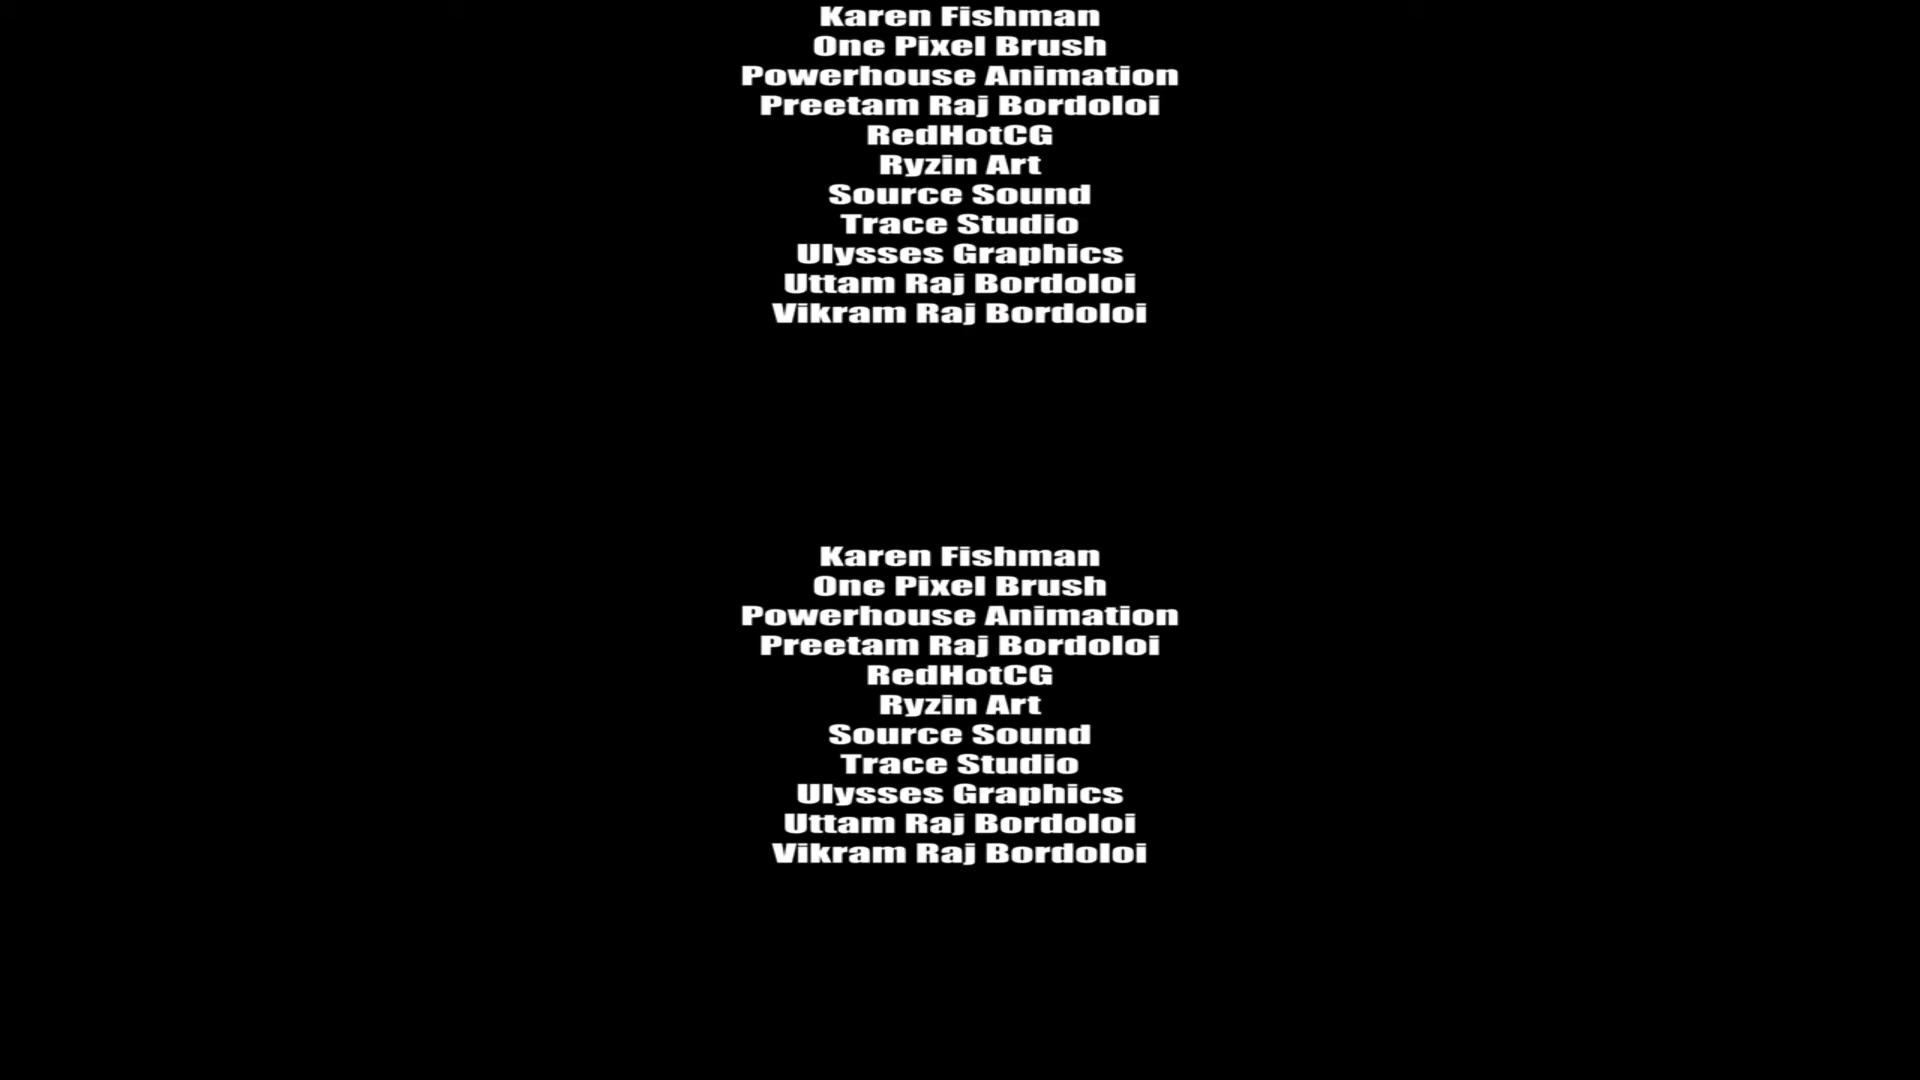 Karen Fishman
One Pixel Brush
Powerhouse Animation
Preetam Raj Bordoloi
RedHotCG
Ryzin Art
Source Sound
Trace Studio
Ulysses Graphics
Uttam Raj Bordoloi
Vikram Raj Bordoloi
Karen Fishman
One Pixel Brush
Powerhouse Animation
Preetam Raj Bordoloi
RedHotCG
Ryzin Art
Source Sound
Trace Studio
Ulysses Graphics
Uttam Raj Bordoloi
Vikram Raj Bordoloi